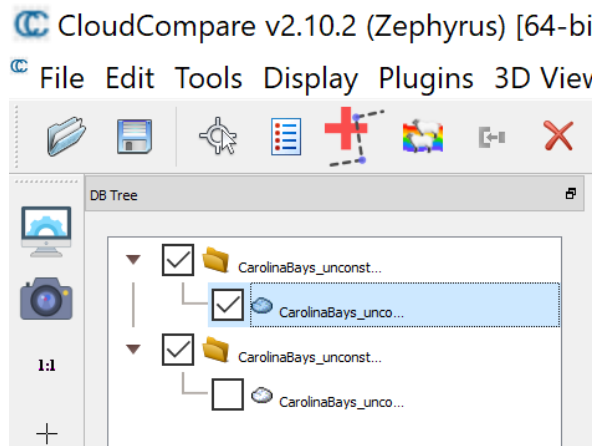 CloudCompare v2.10.2 (Zephyrus) [64-bi
File Edit Tools Display Plugins 3D View
DB Tree
CarolinaBays_unconst...
CarolinaBays_unco...
1:1
CarolinaBays_unconst...
CarolinaBays_unco...